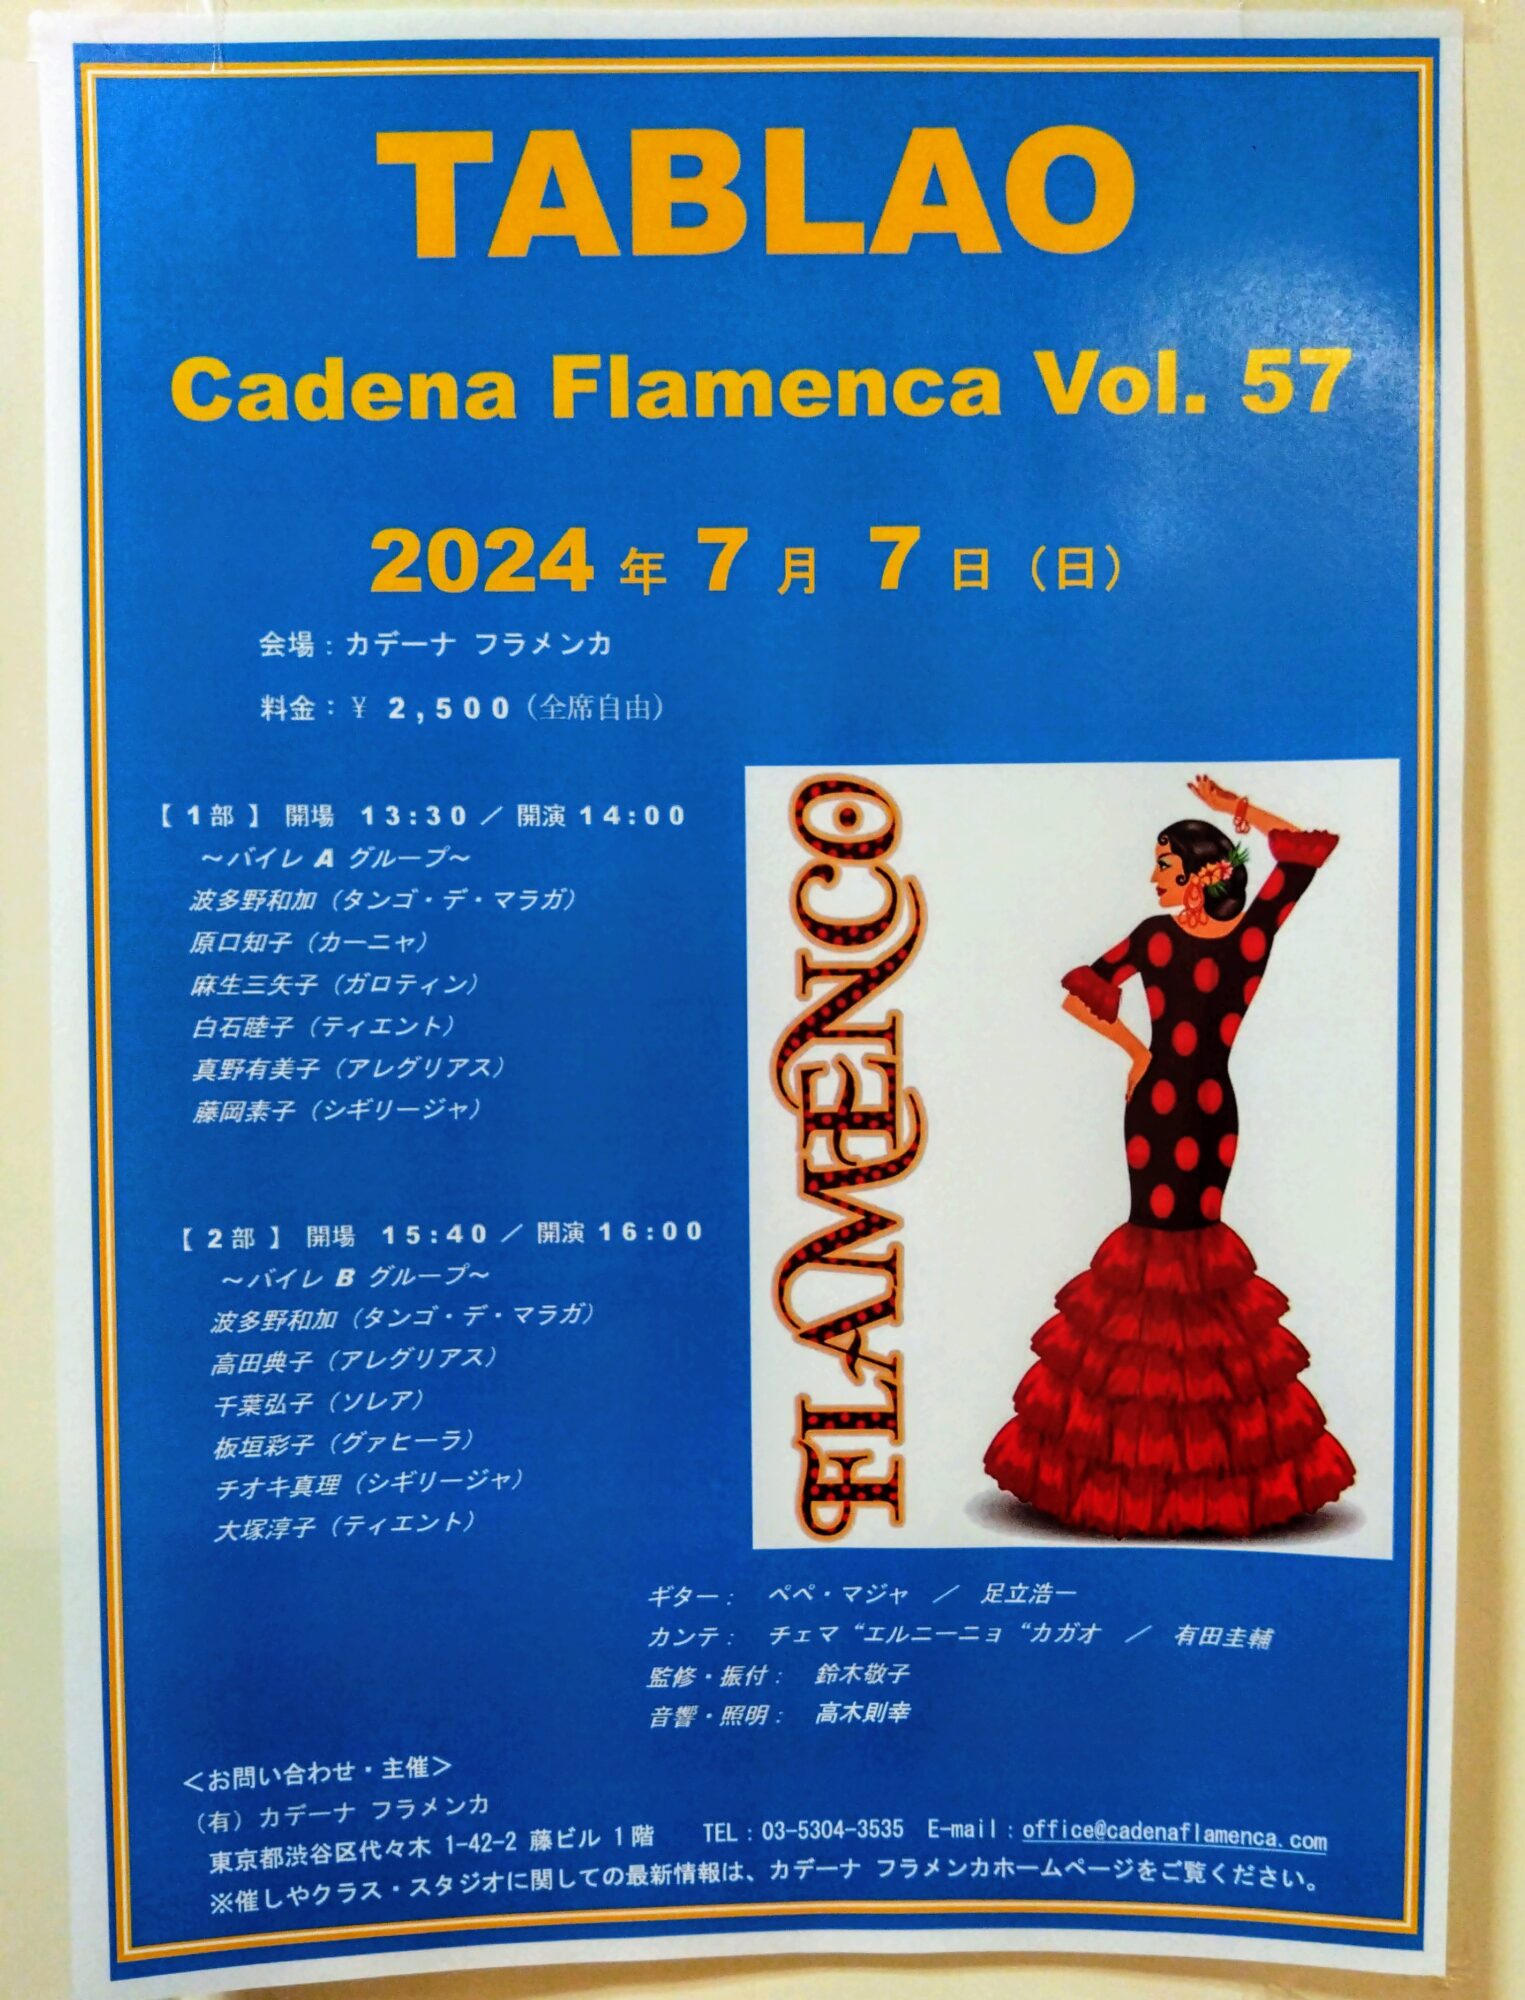 TABLAO
Cadena Flamenca Vol. 57
2024 年 7 月 7 日（日）
会場：カデーナ フラメンカ
料金：￥ 2,500（全席自由）
【 1部 】 開場 13:30 ／ 開演 14:00
～バイレ A グループ～
波多野和加（タンゴ・デ・マラガ）
原口知子（カーニャ）
麻生三矢子（ガロティン）
白石睦子（ティエント）
真野有美子（アレグリアス）
藤岡素子（シギリージャ）
【 2部 】 開場 15:40 ／ 開演 16:00
～バイレ B グループ～
波多野和加（タンゴ・デ・マラガ）
高田典子（アレグリアス）
千葉弘子（ソレア）
板垣彩子（グァヒーラ）
チオキ真理（シギリージャ）
大塚淳子（ティエント）
FLAMENCO
ギター： ペペ・マジャ ／ 足立浩一
カンテ： チェマ“エルニーニョ“カガオ ／ 有田圭輔
監修・振付： 鈴木敬子
音響・照明： 高木則幸
＜お問い合わせ・主催＞
（有）カデーナ フラメンカ
東京都渋谷区代々木 1-42-2 藤ビル 1階 TEL：03-5304-3535 E-mail：office@cadenaflamenca.com
※催しやクラス・スタジオに関しての最新情報は、カデーナ フラメンカホームページをご覧ください。